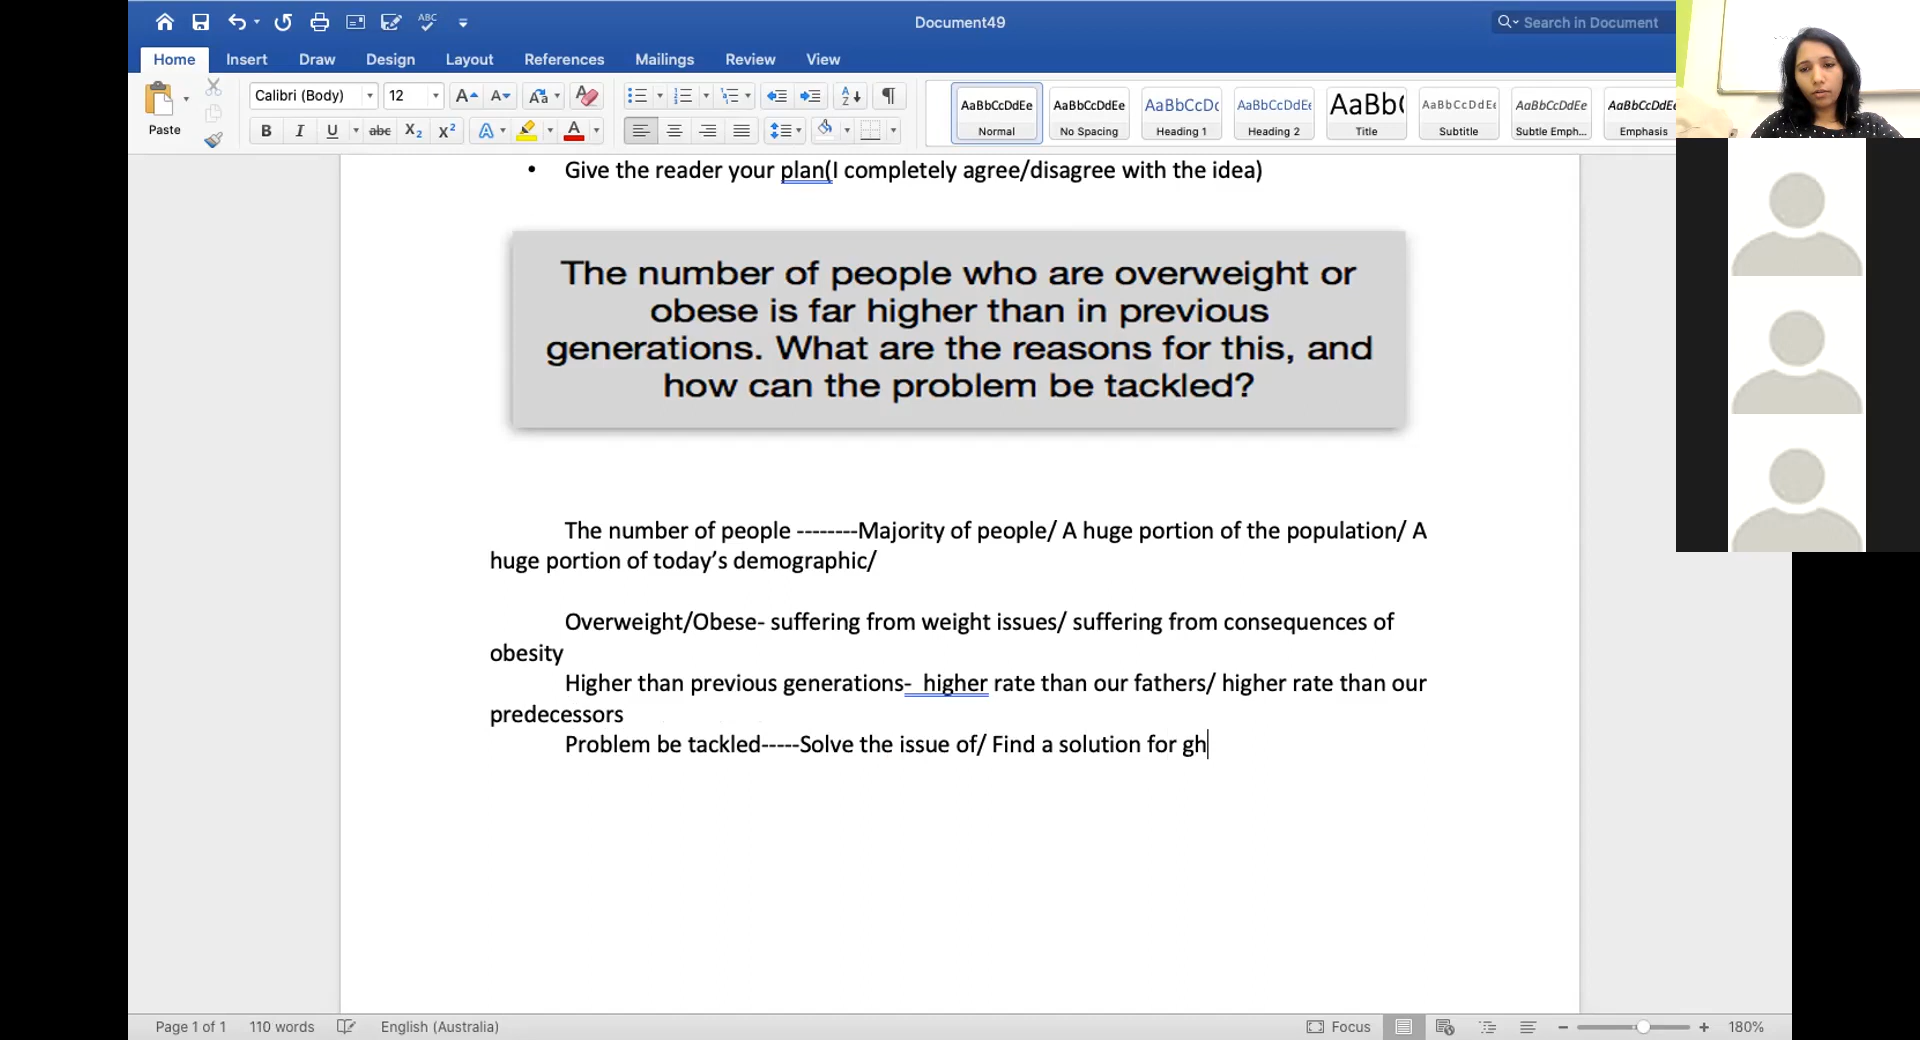 ABC
Document49
Search in Document
Home Insert Draw Design Layout References Mailings Review View
Paste
Calibri (Body) 12
A A Aa A
AaBbCcDdEe AaBbCcDdEe AaBbCcDc AaBbCcDdEe AaBb( AaBbCcDdEe AaBbCcDdEe AaBbCcDdEe
B I U abc X2 X2 A A
Normal No Spacing Heading 1 Heading 2 Title Subtitle Subtle Emph... Emphasis
• Give the reader your plan(I completely agree/disagree with the idea)
The number of people who are overweight or
obese is far higher than in previous
generations. What are the reasons for this, and
how can the problem be tackled?
The number of people --------Majority of people/ A huge portion of the population/ A
huge portion of today’s demographic/
Overweight/Obese- suffering from weight issues/ suffering from consequences of
obesity
Higher than previous generations-  higher rate than our fathers/ higher rate than our
predecessors
Problem be tackled-----Solve the issue of/ Find a solution for gh
Page 1 of 1 110 words English (Australia) Focus 180%